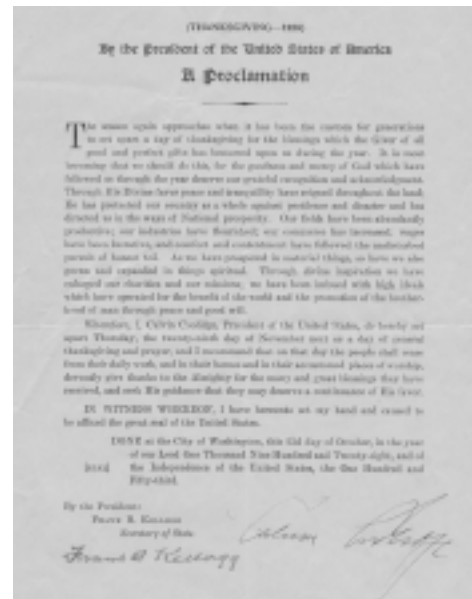 (THANKSGIVING—1928)
By the President of the United States of America
A Proclamation
The season again approaches when it has been the custom for generations
to set apart a day of thanksgiving for the blessings which the Giver of all
good and perfect gifts has bestowed upon us during the year. It is most
becoming that we should do this, for the goodness and mercy of God which have
followed us through the year deserve our grateful recognition and acknowledgment.
Through His Divine favor peace and tranquillity have reigned throughout the land;
He has protected our country as a whole against pestilence and disaster and has
directed us in the ways of National prosperity. Our fields have been abundantly
productive; our industries have flourished; our commerce has increased; wages
have been lucrative, and comfort and contentment have followed the undisturbed
pursuit of honest toil. As we have prospered in material things, so have we also
grown and expanded in things spiritual. Through divine inspiration we have
enlarged our charities and our missions; we have been imbued with high ideals
which have operated for the benefit of the world and the promotion of the brother-
hood of man through peace and good will.
Wherefore, I, Calvin Coolidge, President of the United States, do hereby set
apart Thursday, the twenty-ninth day of November next as a day of general
thanksgiving and prayer, and I recommend that on that day the people shall cease
from their daily work, and in their homes and in their accustomed places of worship,
devoutly give thanks to the Almighty for the many and great blessings they have
received, and seek His guidance that they may deserve a continuance of His favor.
IN WITNESS WHEREOF, I have hereunto set my hand and caused to
be affixed the great seal of the United States.
DONE at the City of Washington, this 23d day of October, in the year
of our Lord One Thousand Nine Hundred and Twenty-eight, and of
[SEAL] the Independence of the United States, the One Hundred and
Fifty-third.
By the President:
FRANK B. KELLOGG
Secretary of State.
Calvin Coolidge
Frank B Kellogg